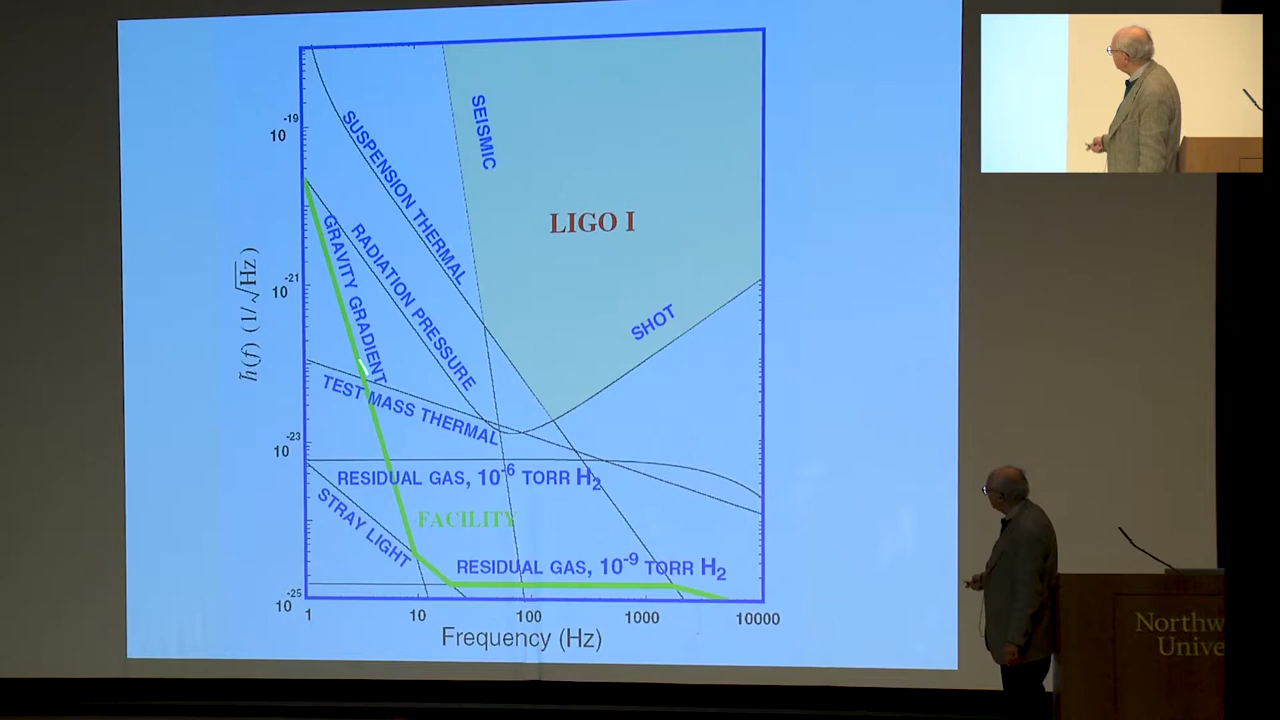 10^-19
10^-21
10^-23
10^-25
h(f) (1/√Hz)
SEISMIC
SUSPENSION THERMAL
LIGO I
RADIATION PRESSURE
GRAVITY GRADIENT
SHOT
TEST MASS THERMAL
RESIDUAL GAS, 10^-6 TORR H₂
STRAY LIGHT
FACILITY
RESIDUAL GAS, 10^-9 TORR H₂
1 10 100 1000 10000
Frequency (Hz)
Northw
Unive